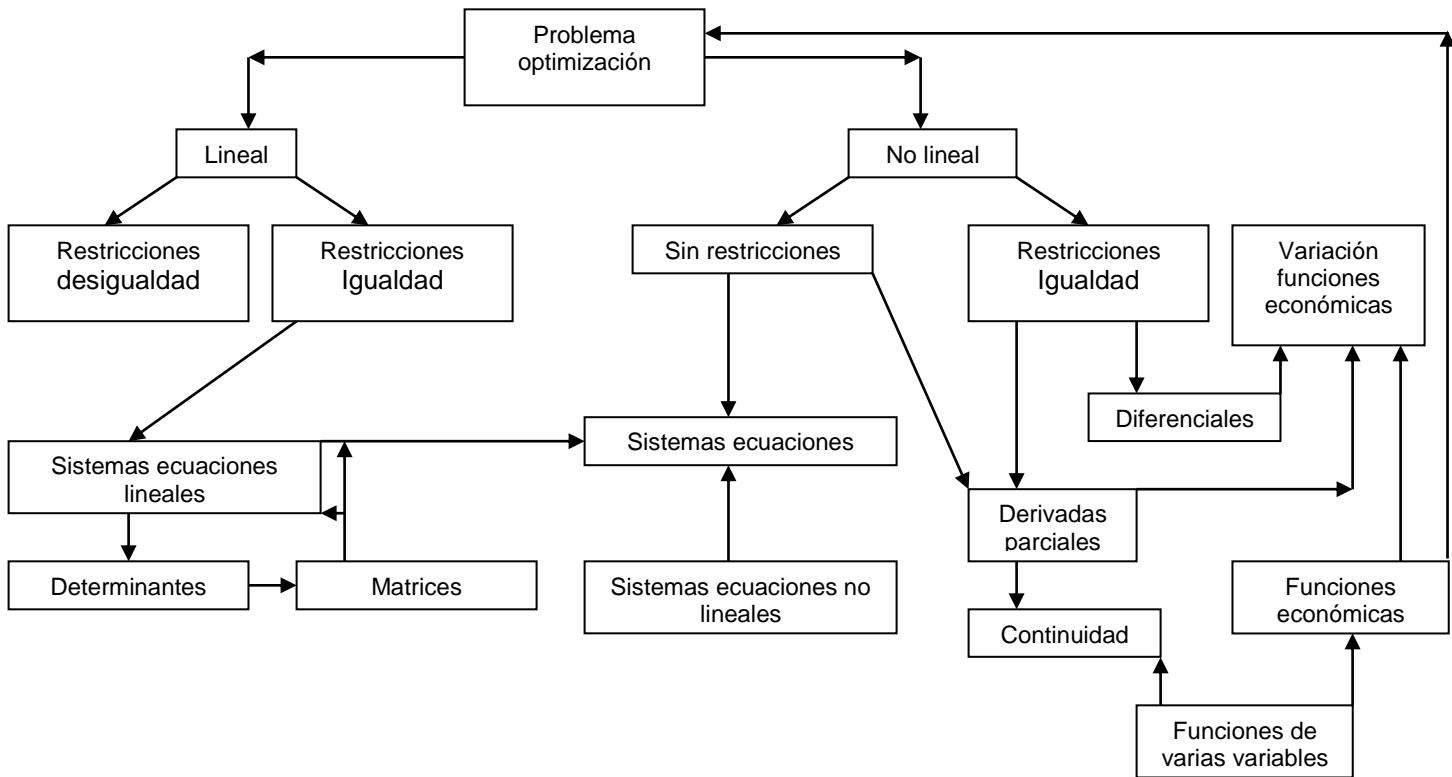 Problema
optimización
Lineal
No lineal
Restricciones
desigualdad
Restricciones
Igualdad
Sin restricciones
Restricciones
Igualdad
Variación
funciones
económicas
Diferenciales
Sistemas ecuaciones
lineales
Sistemas ecuaciones
Derivadas
parciales
Determinantes
Matrices
Sistemas ecuaciones no
lineales
Funciones
económicas
Continuidad
Funciones de
varias variables